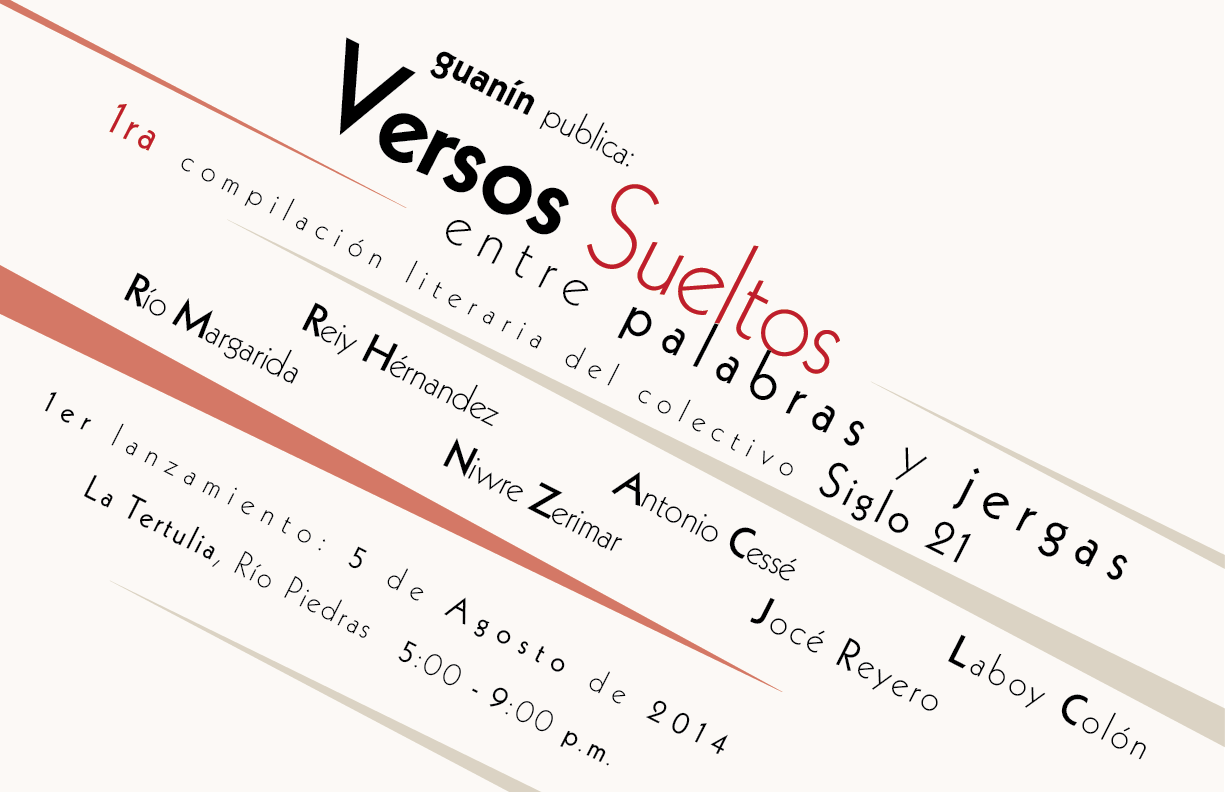 guanín publica:
Versos Sueltos
entre palabras y jergas
1ra compilación literaria del colectivo Siglo 21
Río Margarida
Reiy Hérnandez
Nivvre Zerimar
Antonio Cessé
Jocé Reyero
Laboy Colón
1er lanzamiento: 5 de Agosto de 2014
La Tertulia, Río Piedras 5:00 - 9:00 p.m.